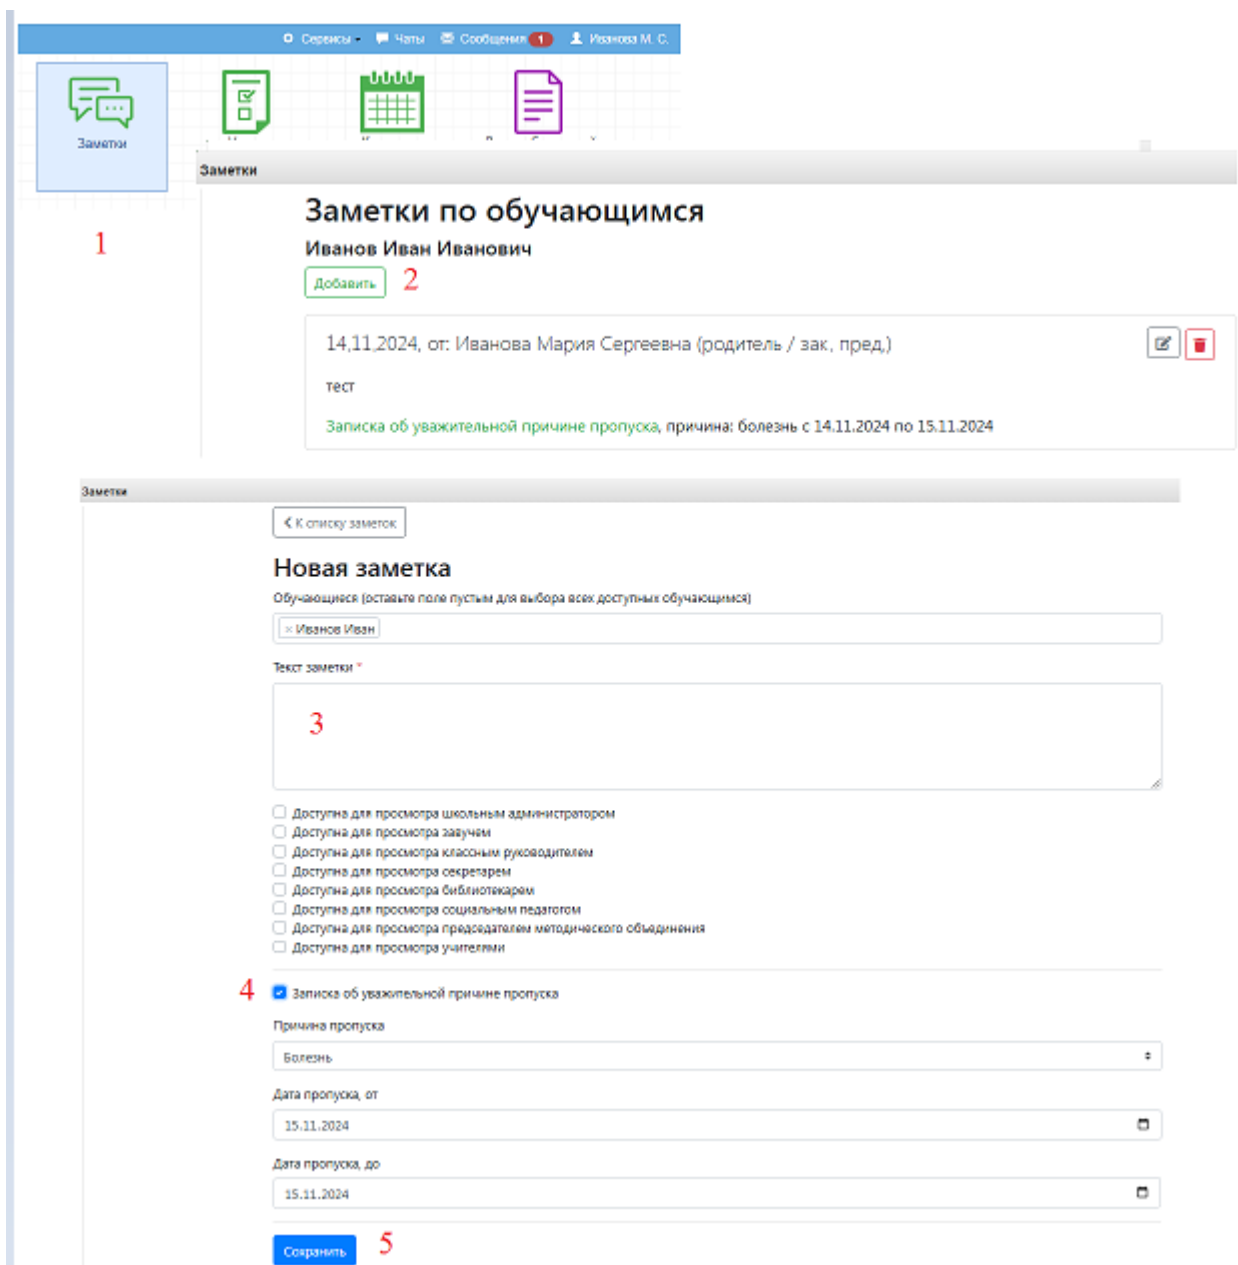 Сервисы Чаты Сообщения 1 Иванова М. С.
Заметки
Заметки
1
Заметки по обучающимся
Иванов Иван Иванович
Добавить 2
14,11,2024, от: Иванова Мария Сергеевна (родитель / зак, пред,)
тест
Записка об уважительной причине пропуска, причина: болезнь с 14.11.2024 по 15.11.2024
Заметки
К списку заметок
Новая заметка
Обучающиеся (оставьте поле пустым для выбора всех доступных обучающимся)
× Иванов Иван
Текст заметки *
3
Доступна для просмотра школьным администратором
Доступна для просмотра завучем
Доступна для просмотра классным руководителем
Доступна для просмотра секретарем
Доступна для просмотра библиотекарем
Доступна для просмотра социальным педагогом
Доступна для просмотра председателем методического объединения
Доступна для просмотра учителями
4 Записка об уважительной причине пропуска
Причина пропуска
Болезнь
Дата пропуска, от
15.11.2024
Дата пропуска, до
15.11.2024
Сохранить 5